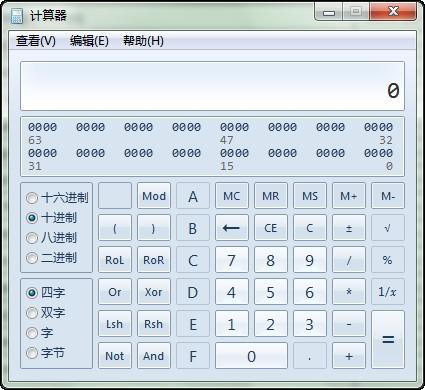 计算器
查看(V) 编辑(E) 帮助(H)
0
0000 0000 0000 0000 0000 0000 0000 0000
63 47 32
0000 0000 0000 0000 0000 0000 0000 0000
31 15 0
十六进制 Mod A MC MR MS M+ M-
十进制
八进制 ( ) B ← CE C ± √
二进制 RoL RoR C 7 8 9 / %
四字 Or Xor D 4 5 6 * 1/x
双字
字 Lsh Rsh E 1 2 3 - =
字节 Not And F 0 . +